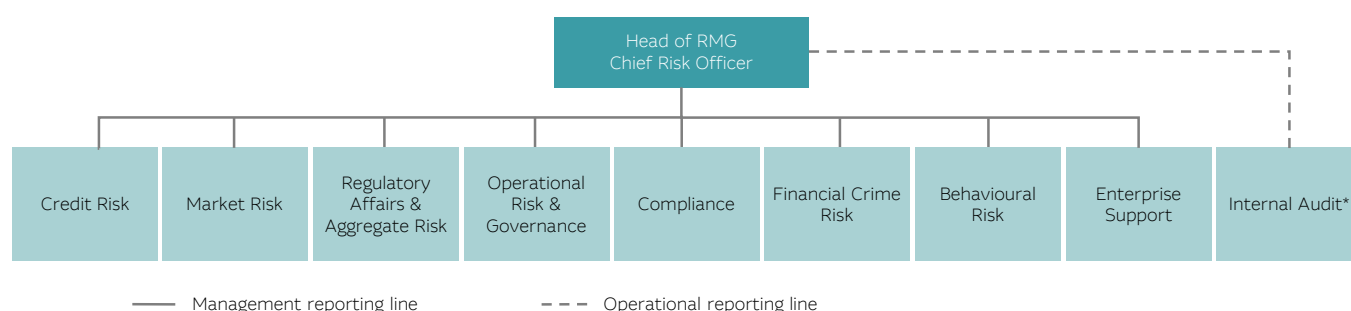 Head of RMG
Chief Risk Officer
Credit Risk
Market Risk
Regulatory
Affairs &
Aggregate Risk
Operational
Risk &
Governance
Compliance
Financial Crime
Risk
Behavioural
Risk
Enterprise
Support
Internal Audit*
Management reporting line
Operational reporting line